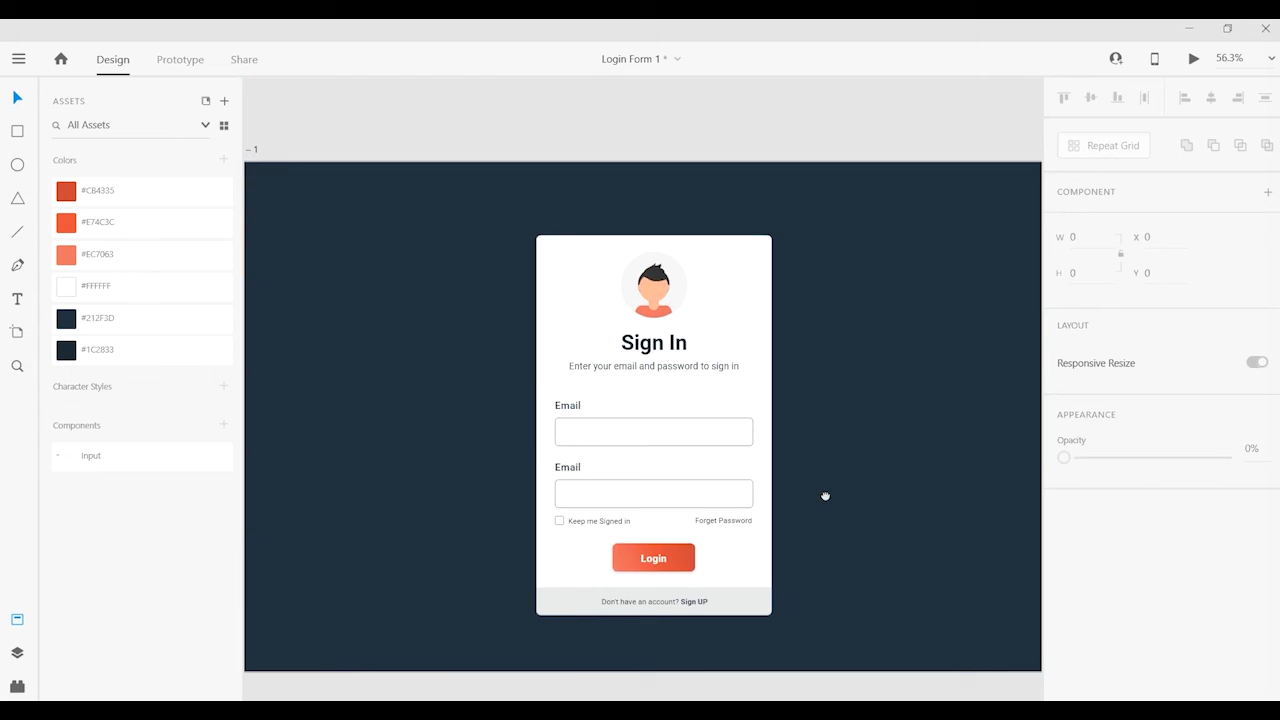 Design
Prototype
Share
Login Form 1 *
56.3%
ASSETS
All Assets
Colors
#CB4335
#E74C3C
#EC7063
#FFFFFF
#212F3D
#1C2833
Character Styles
Components
Input
– 1
Sign In
Enter your email and password to sign in
Email
Email
Keep me Signed in
Forget Password
Login
Don't have an account? Sign UP
Repeat Grid
COMPONENT
W 0
X 0
H 0
Y 0
LAYOUT
Responsive Resize
APPEARANCE
Opacity
0%